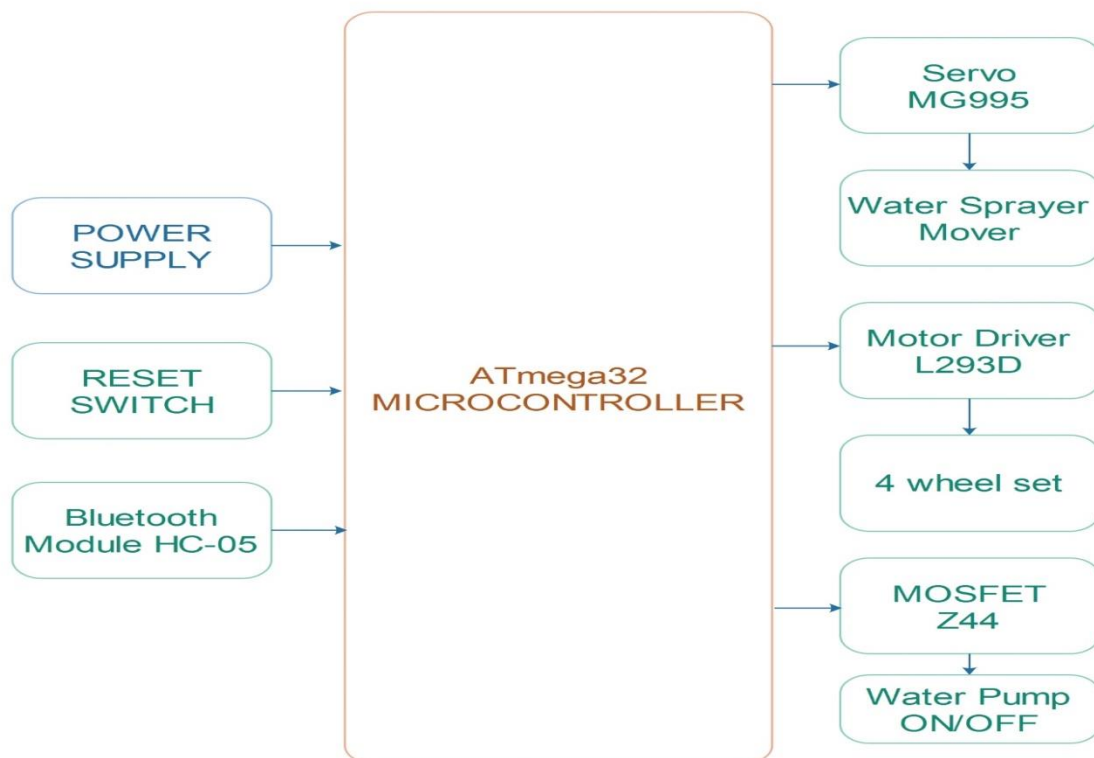 POWER
SUPPLY
RESET
SWITCH
Bluetooth
Module HC-05
ATmega32
MICROCONTROLLER
Servo
MG995
Water Sprayer
Mover
Motor Driver
L293D
4 wheel set
MOSFET
Z44
Water Pump
ON/OFF